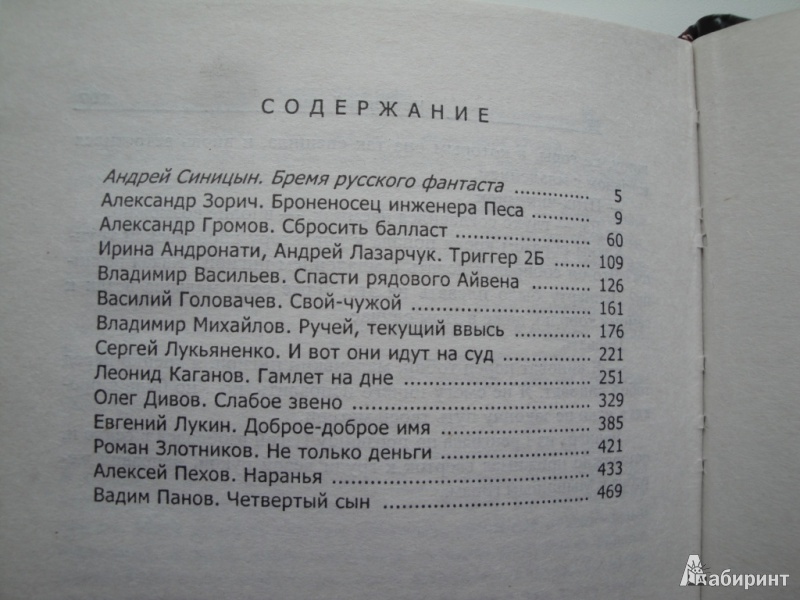 СОДЕРЖАНИЕ
Андрей Синицын. Бремя русского фантаста ............ 5
Александр Зорич. Броненосец инженера Песа ............ 9
Александр Громов. Сбросить балласт ............ 60
Ирина Андронати, Андрей Лазарчук. Триггер 2Б ....... 109
Владимир Васильев. Спасти рядового Айвена ............ 126
Василий Головачев. Свой-чужой ............ 161
Владимир Михайлов. Ручей, текущий ввысь ............ 176
Сергей Лукьяненко. И вот они идут на суд ............ 221
Леонид Каганов. Гамлет на дне ............ 251
Олег Дивов. Слабое звено ............ 329
Евгений Лукин. Доброе-доброе имя ............ 385
Роман Злотников. Не только деньги ............ 421
Алексей Пехов. Наранья ............ 433
Вадим Панов. Четвертый сын ............ 469
Лабиринт